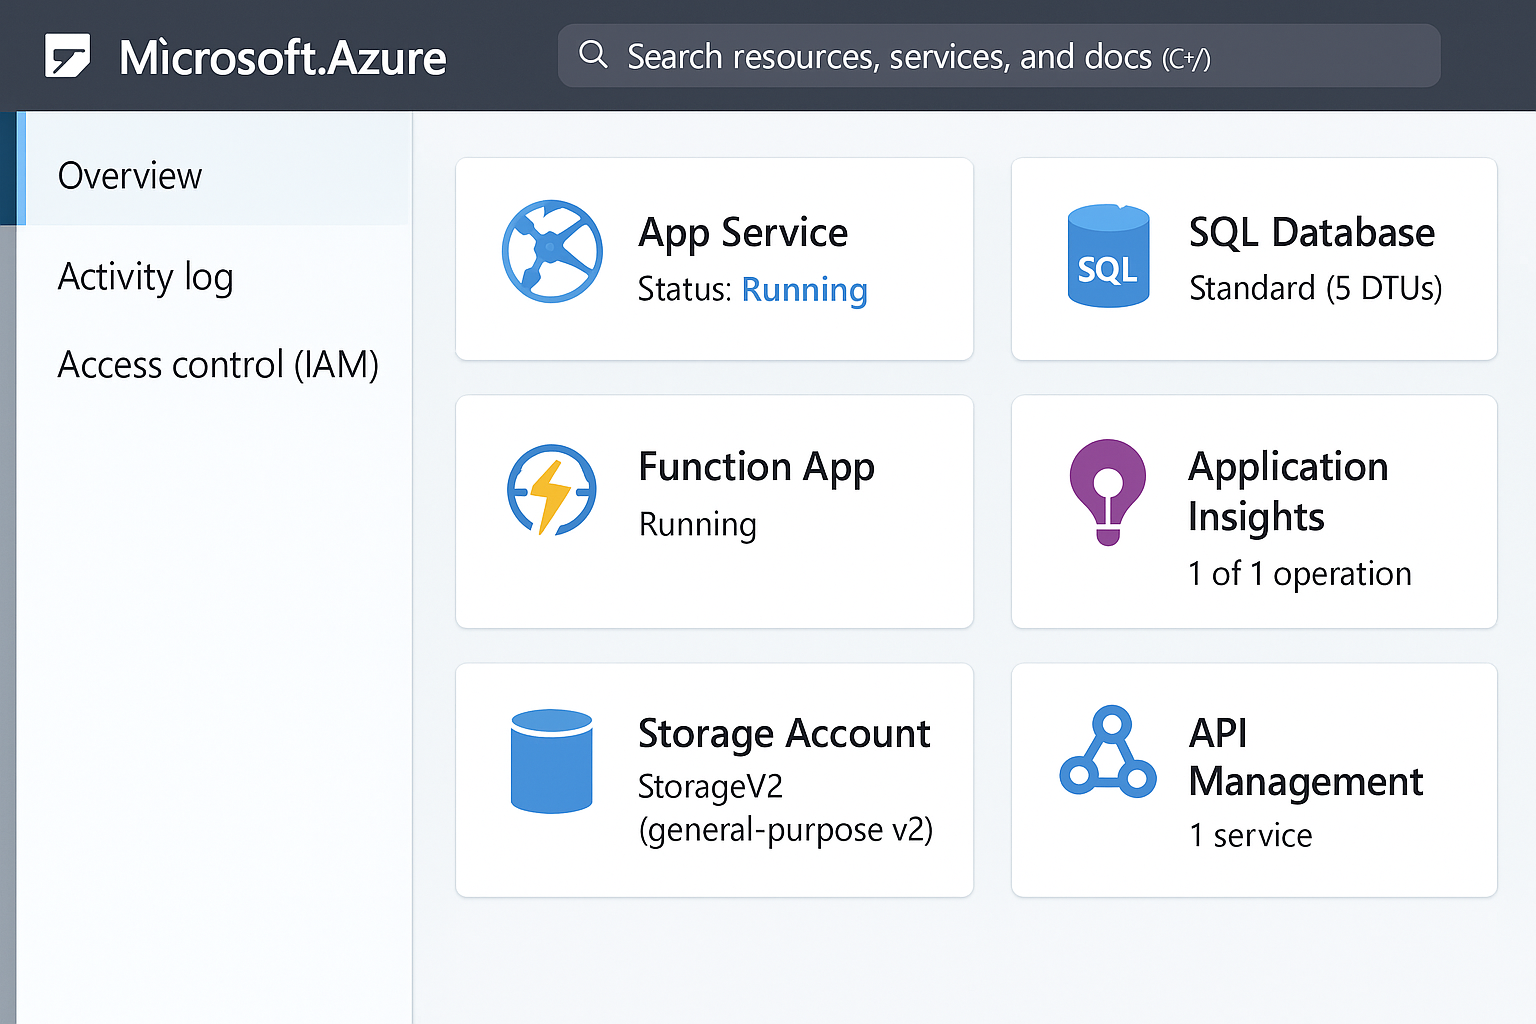 Mìcrosoft.Azure
Search resources, services, and docs (C+/)
Overview
Activity log
Access control (IAM)
App Service
Status: Running
SQL
SQL Database
Standard (5 DTUs)
Function App
Running
Application
Insights
1 of 1 operation
Storage Account
StorageV2
(general-purpose v2)
API
Management
1 service